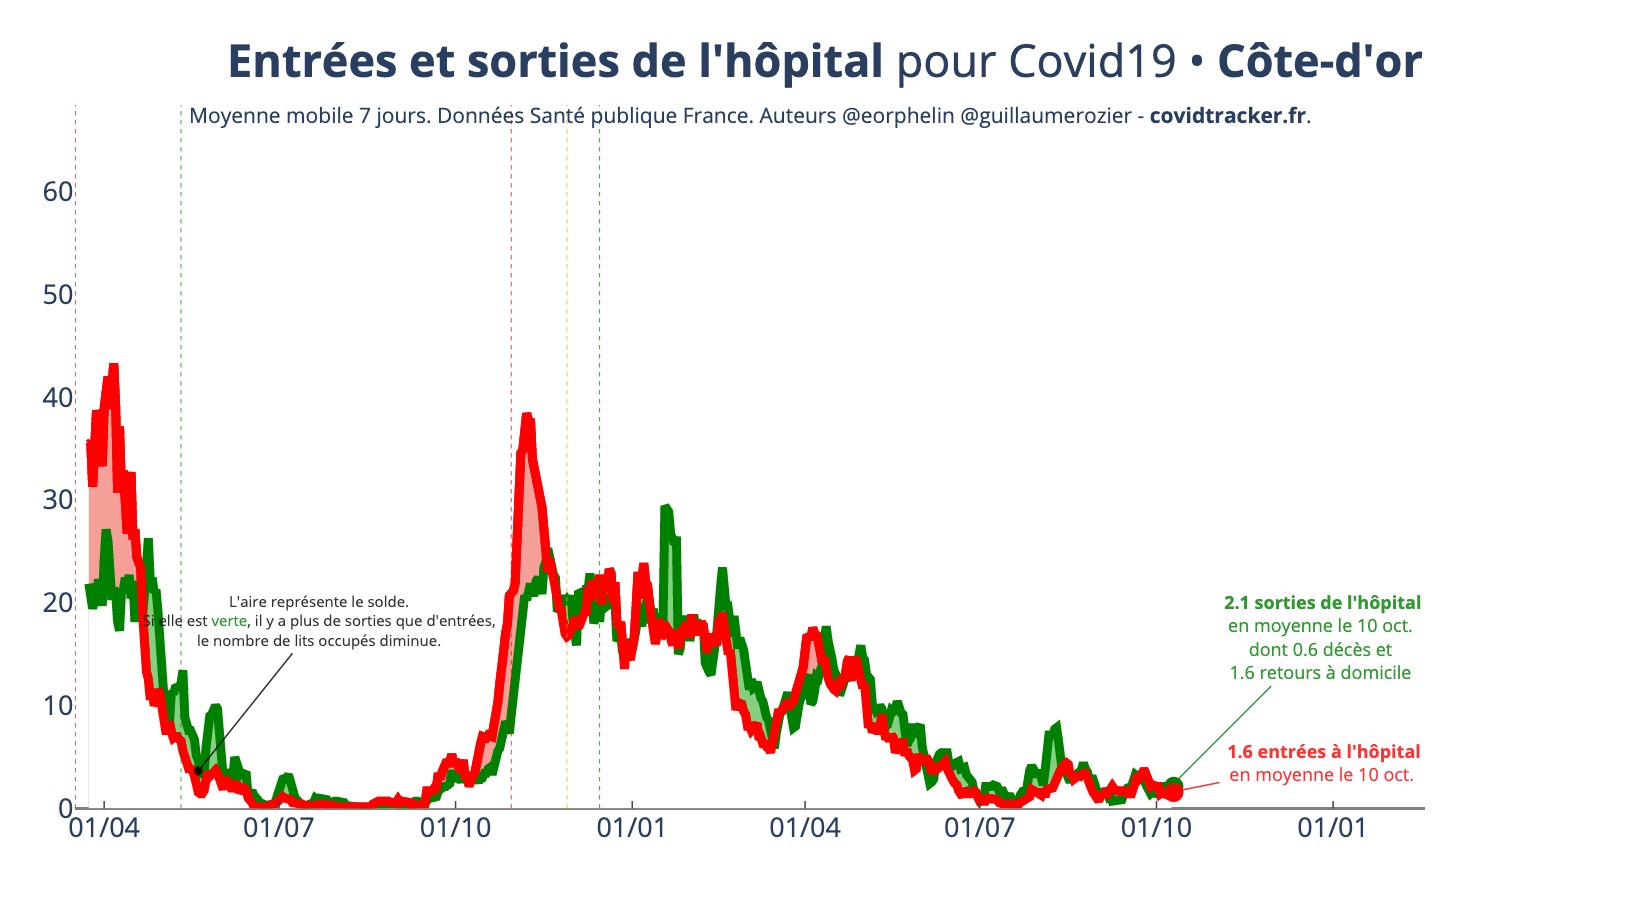 Entrées et sorties de l'hôpital pour Covid19 • Côte-d'or
Moyenne mobile 7 jours. Données Santé publique France. Auteurs @eorphelin @guillaumerozier - covidtracker.fr.
60
50
40
30
20
10
0
L'aire représente le solde.
Si elle est verte, il y a plus de sorties que d'entrées,
le nombre de lits occupés diminue.
2.1 sorties de l'hôpital
en moyenne le 10 oct.
dont 0.6 décès et
1.6 retours à domicile
1.6 entrées à l'hôpital
en moyenne le 10 oct.
01/04 01/07 01/10 01/01 01/04 01/07 01/10 01/01